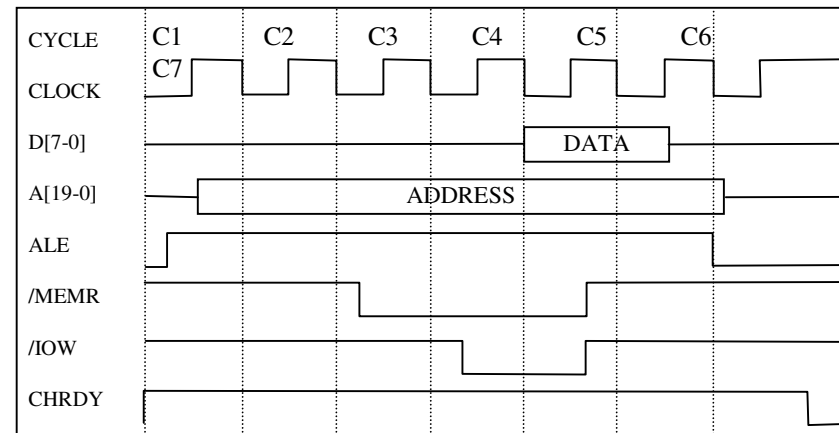 CYCLE C1 C2 C3 C4 C5 C6
C7
CLOCK
D[7-0] DATA
A[19-0] ADDRESS
ALE
/MEMR
/IOW
CHRDY